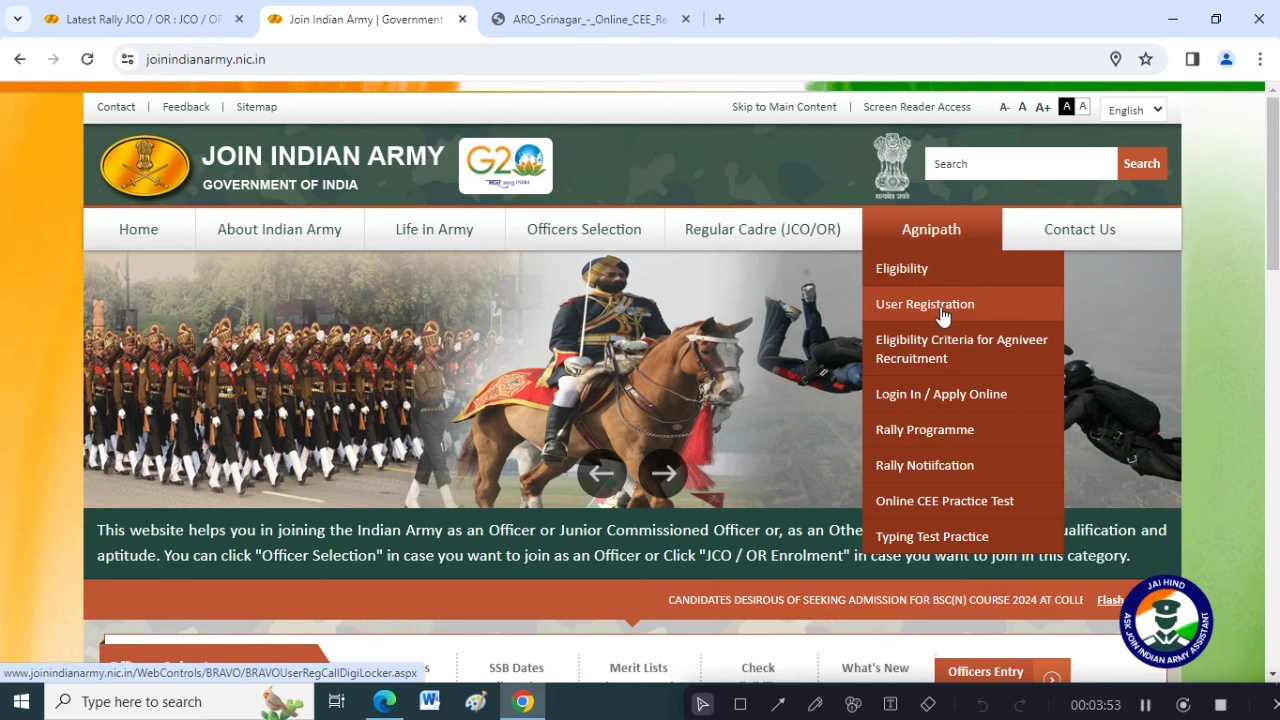 Latest Rally JCO / OR : JCO / OR
Join Indian Army | Government
ARO_Srinagar_-_Online_CEE_Re
joinindianarmy.nic.in
Contact | Feedback | Sitemap
Skip to Main Content | Screen Reader Access A- A A+ A A English
JOIN INDIAN ARMY
GOVERNMENT OF INDIA
G20
भारत 2023 INDIA
सत्यमेव जयते
Search Search
Home About Indian Army Life in Army Officers Selection Regular Cadre (JCO/OR) Agnipath Contact Us
Eligibility
User Registration
Eligibility Criteria for Agniveer
Recruitment
Login In / Apply Online
Rally Programme
Rally Notiifcation
Online CEE Practice Test
Typing Test Practice
This website helps you in joining the Indian Army as an Officer or Junior Commissioned Officer or, as an Othe ualification and
aptitude. You can click "Officer Selection" in case you want to join as an Officer or Click "JCO / OR Enrolment" in case you want to join in this category.
CANDIDATES DESIROUS OF SEEKING ADMISSION FOR BSC(N) COURSE 2024 AT COLLE Flash
JAI HIND
ASK JOIN INDIAN ARMY ASSISTANT
SSB Dates Merit Lists Check What's New Officers Entry
www.joinindianarmy.nic.in/WebControls/BRAVO/BRAVOUserRegCallDigiLocker.aspx
Type here to search
00:03:53